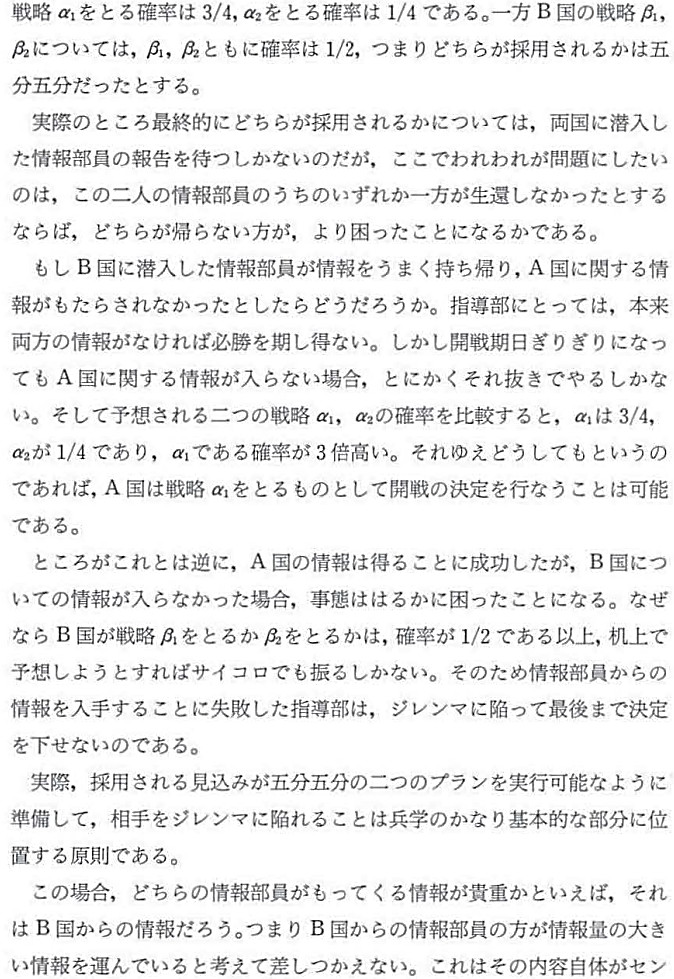 戦略 α₁をとる確率は 3/4, α₂をとる確率は 1/4 である。一方 B 国の戦略 β₁,
β₂については, β₁, β₂ともに確率は 1/2, つまりどちらが採用されるかは五
分五分だったとする。
実際のところ最終的にどちらが採用されるかについては, 両国に潜入し
た情報部員の報告を待つしかないのだが, ここでわれわれが問題にしたい
のは, この二人の情報部員のうちのいずれか一方が生還しなかったとする
ならば, どちらが帰らない方が, より困ったことになるかである。
もし B 国に潜入した情報部員が情報をうまく持ち帰り, A 国に関する情
報がもたらされなかったとしたらどうだろうか。指導部にとっては, 本来
両方の情報がなければ必勝を期し得ない。しかし開戦期日ぎりぎりになっ
ても A 国に関する情報が入らない場合, とにかくそれ抜きでやるしかな
い。そして予想される二つの戦略 α₁, α₂の確率を比較すると, α₁は 3/4,
α₂が 1/4 であり, α₁である確率が 3 倍高い。それゆえどうしてもというの
であれば, A 国は戦略 α₁をとるものとして開戦の決定を行なうことは可能
である。
ところがこれとは逆に, A 国の情報は得ることに成功したが, B 国につ
いての情報が入らなかった場合, 事態ははるかに困ったことになる。なぜ
なら B 国が戦略 β₁をとるか β₂をとるかは, 確率が 1/2 である以上, 机上で
予想しようとすればサイコロでも振るしかない。そのため情報部員からの
情報を入手することに失敗した指導部は, ジレンマに陥って最後まで決定
を下せないのである。
実際, 採用される見込みが五分五分の二つのプランを実行可能なように
準備して, 相手をジレンマに陥れることは兵学のかなり基本的な部分に位
置する原則である。
この場合, どちらの情報部員がもってくる情報が貴重かといえば, それ
は B 国からの情報だろう。つまり B 国からの情報部員の方が情報量の大き
い情報を運んでいると考えて差しつかえない。これはその内容自体がセン